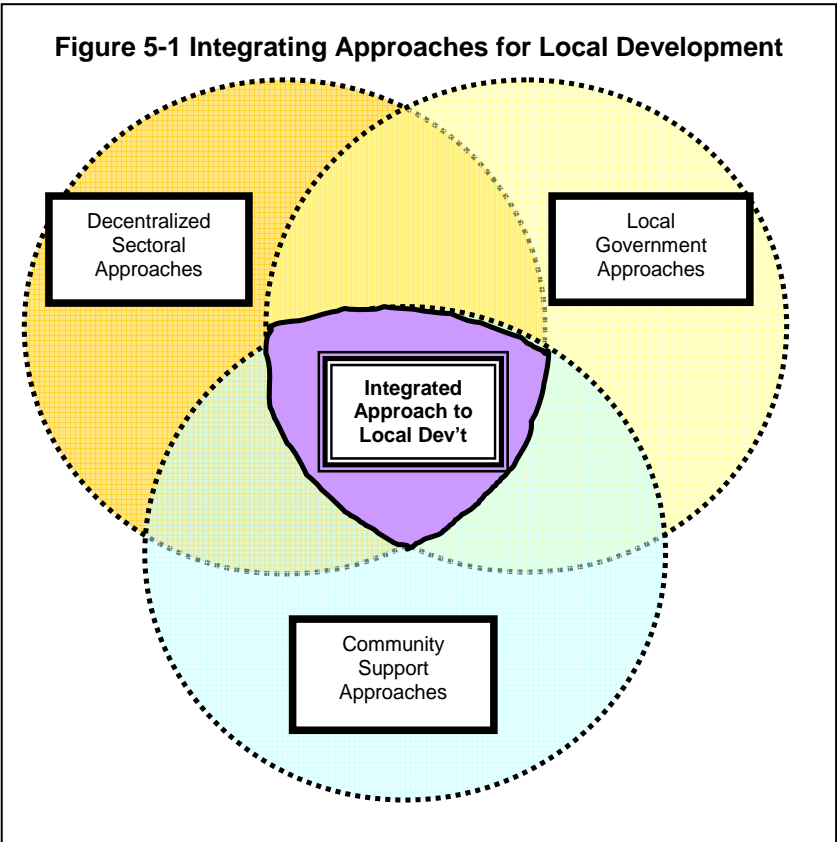 Figure 5-1 Integrating Approaches for Local Development
Decentralized
Sectoral
Approaches
Local
Government
Approaches
Integrated
Approach to
Local Dev't
Community
Support
Approaches